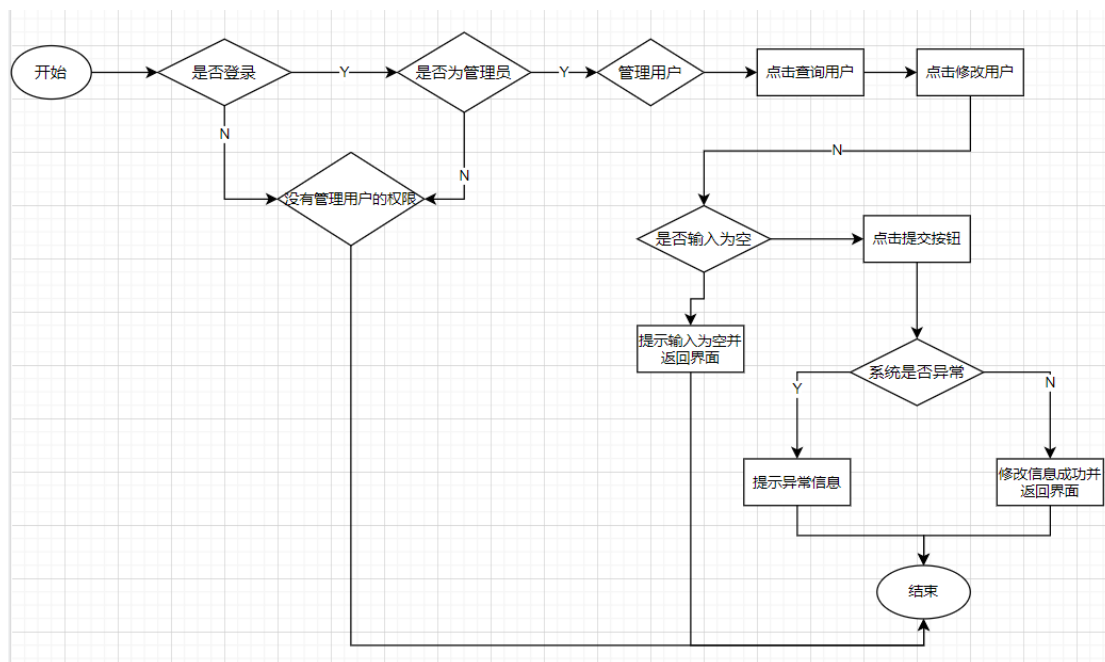 开始
是否登录
Y
是否为管理员
Y
管理用户
点击查询用户
点击修改用户
N
N
N
没有管理用户的权限
是否输入为空
点击提交按钮
提示输入为空并
返回界面
系统是否异常
Y
N
提示异常信息
修改信息成功并
返回界面
结束